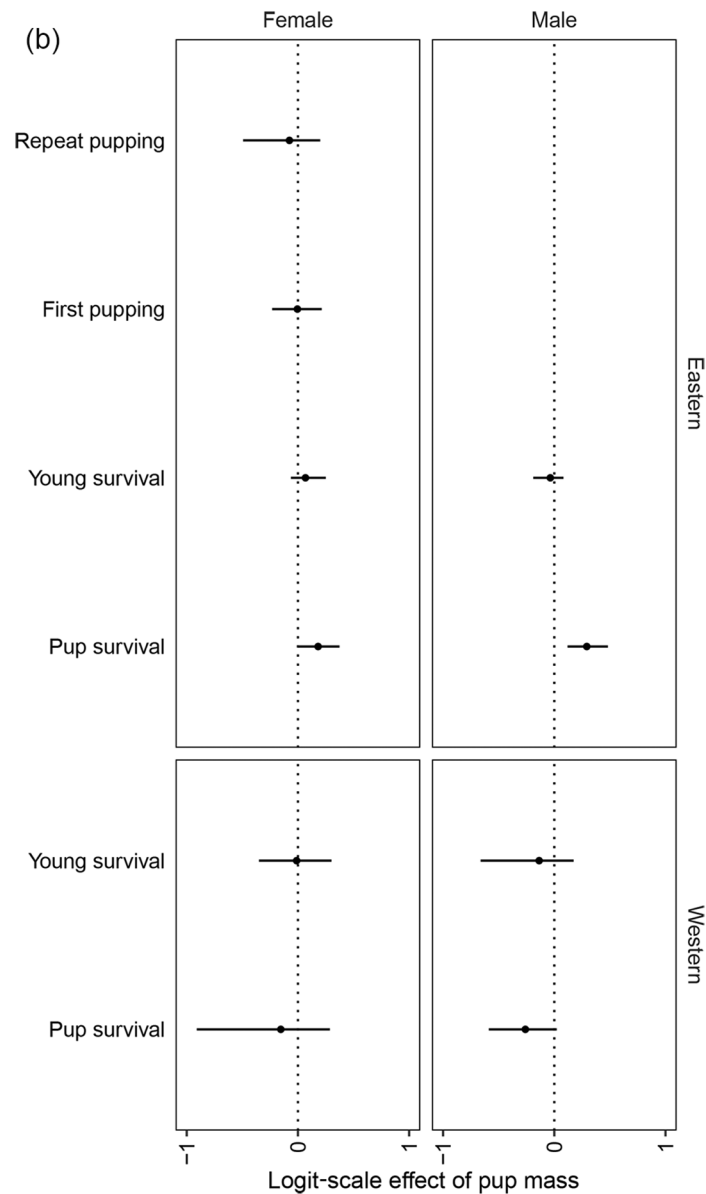 (b)
Female
Male
Repeat pupping
First pupping
Young survival
Pup survival
Eastern
Young survival
Pup survival
Western
−1
0
1
−1
0
1
Logit-scale effect of pup mass